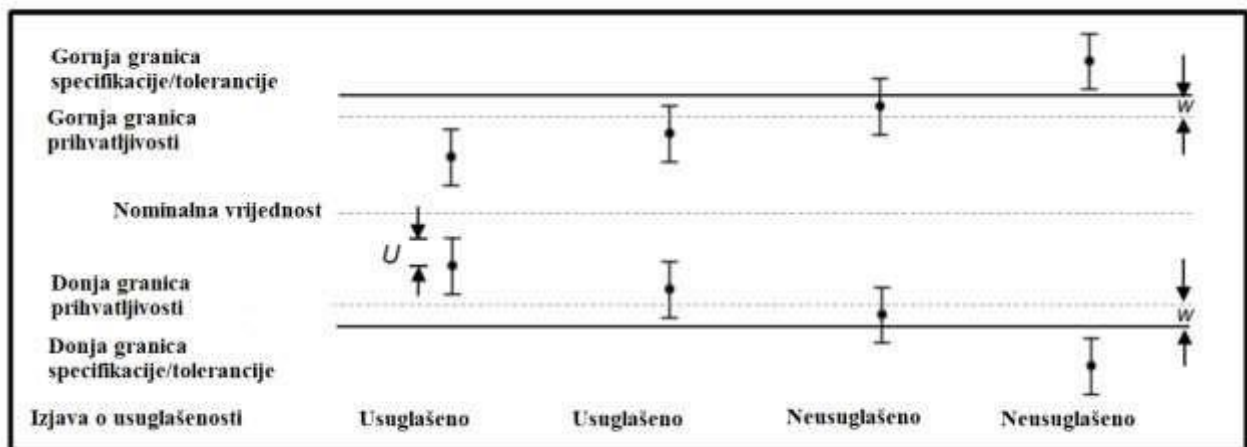 Gornja granica
specifikacije/tolerancije
Gornja granica
prihvatljivosti
w
Nominalna vrijednost
U
Donja granica
prihvatljivosti
w
Donja granica
specifikacije/tolerancije
Izjava o usuglašenosti Usuglašeno Usuglašeno Neusuglašeno Neusuglašeno